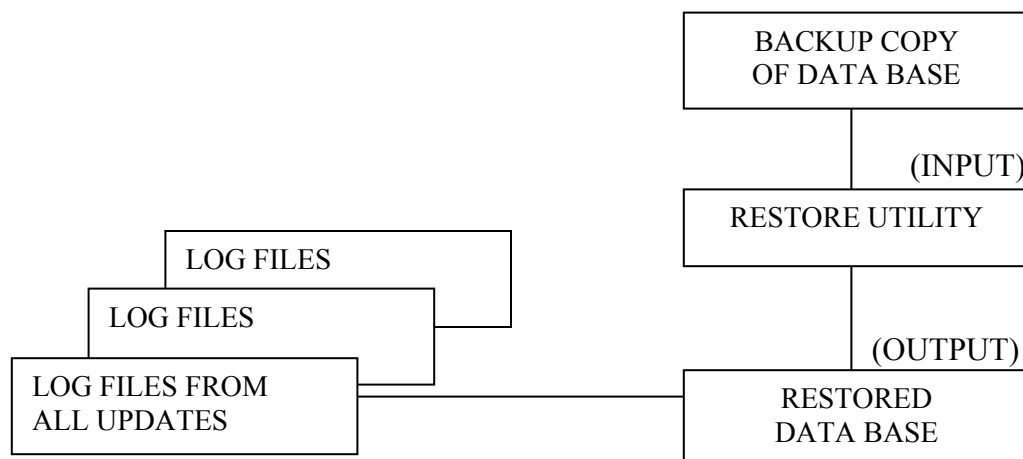 BACKUP COPY
OF DATA BASE
(INPUT)
RESTORE UTILITY
LOG FILES
LOG FILES
(OUTPUT)
LOG FILES FROM
ALL UPDATES
RESTORED
DATA BASE